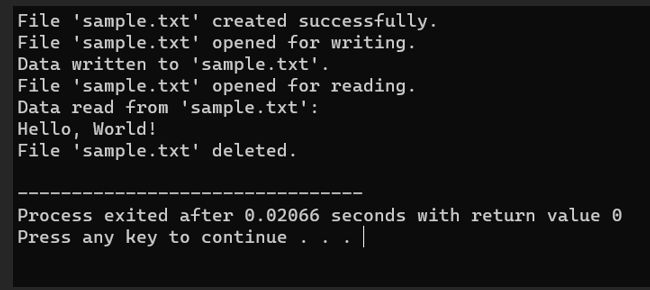 File 'sample.txt' created successfully.
File 'sample.txt' opened for writing.
Data written to 'sample.txt'.
File 'sample.txt' opened for reading.
Data read from 'sample.txt':
Hello, World!
File 'sample.txt' deleted.
--------------------------------
Process exited after 0.02066 seconds with return value 0
Press any key to continue . . .